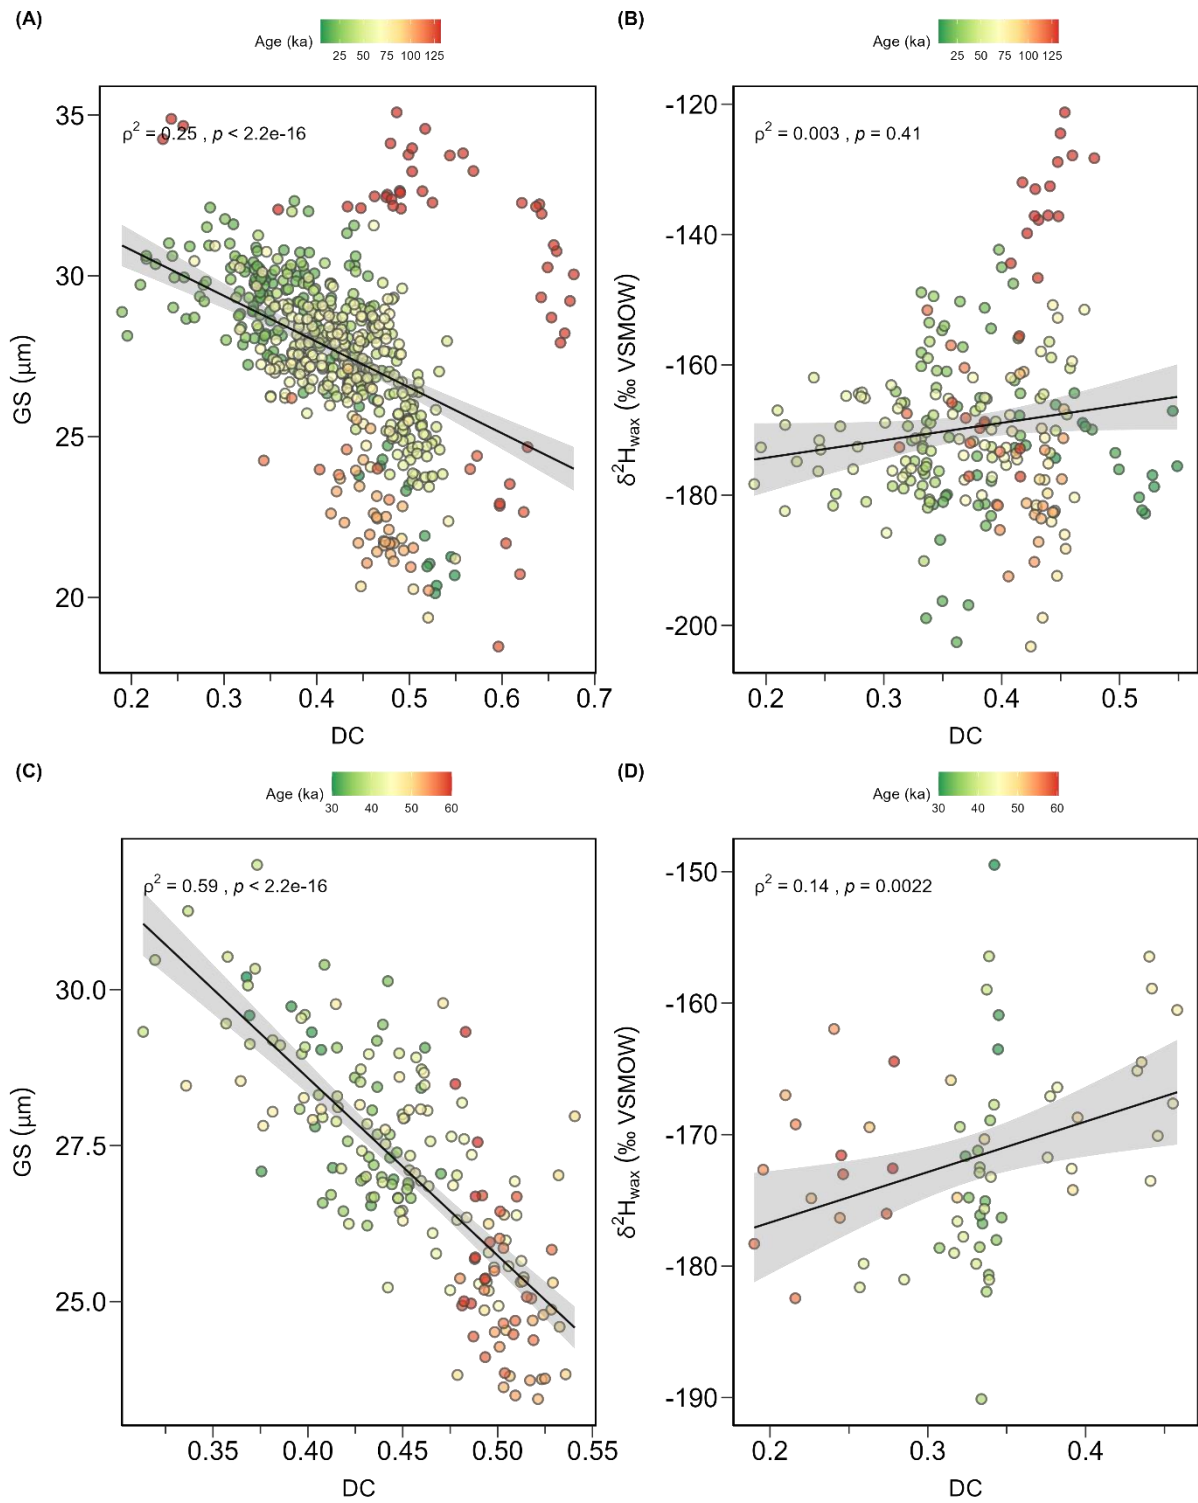 (A)
Age (ka)
25 50 75 100 125
ρ² = 0.25 , p < 2.2e-16
35
30
25
20
GS (μm)
0.2 0.3 0.4 0.5 0.6 0.7
DC
(B)
Age (ka)
25 50 75 100 125
ρ² = 0.003 , p = 0.41
-120
-140
-160
-180
-200
δ²Hwax (‰ VSMOW)
0.2 0.3 0.4 0.5
DC
(C)
Age (ka)
30 40 50 60
ρ² = 0.59 , p < 2.2e-16
30.0
27.5
25.0
GS (μm)
0.35 0.40 0.45 0.50 0.55
DC
(D)
Age (ka)
30 40 50 60
ρ² = 0.14 , p = 0.0022
-150
-160
-170
-180
-190
δ²Hwax (‰ VSMOW)
0.2 0.3 0.4
DC